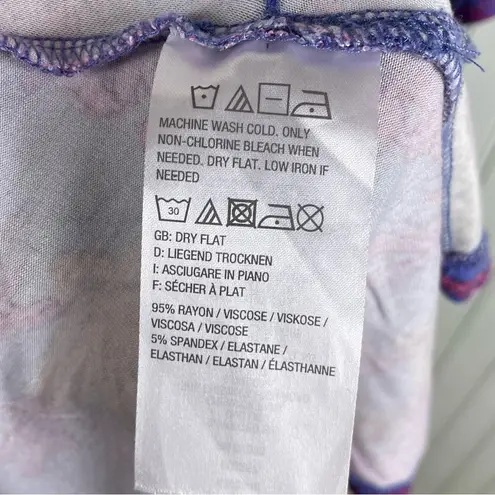 MACHINE WASH COLD. ONLY
NON-CHLORINE BLEACH WHEN
NEEDED. DRY FLAT. LOW IRON IF
NEEDED
30
GB: DRY FLAT
D: LIEGEND TROCKNEN
I: ASCIUGARE IN PIANO
F: SÉCHER À PLAT
95% RAYON / VISCOSE / VISKOSE /
VISCOSA / VISCOSE
5% SPANDEX / ELASTANE /
ELASTHAN / ELASTAN / ÉLASTHANNE